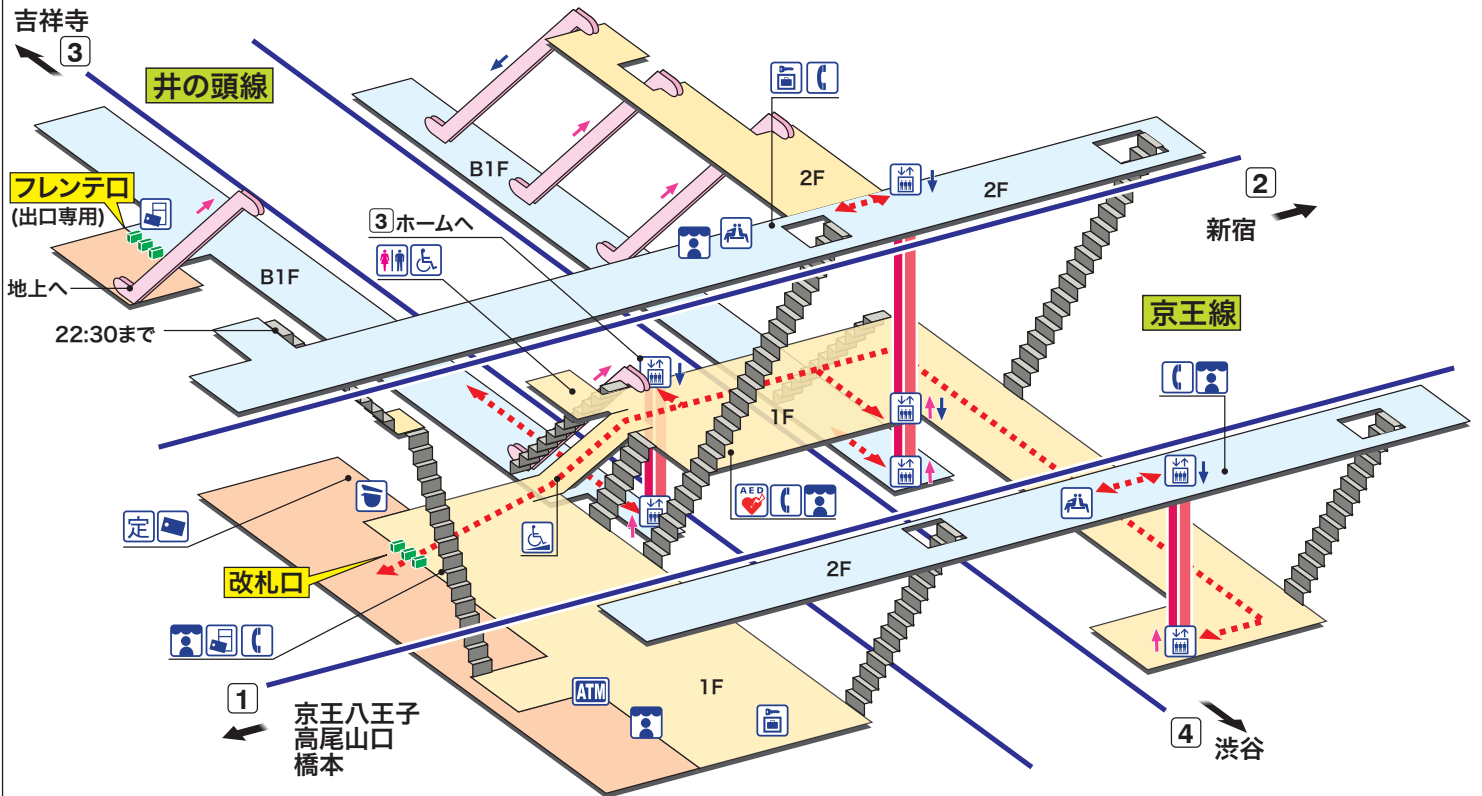 吉祥寺
3
井の頭線
B1F
2F
2F
2
新宿
フレンテ口
(出口専用)
3 ホームへ
地上へ
B1F
22:30まで
京王線
1F
AED
定
改札口
2F
1F
ATM
1
京王八王子
高尾山口
橋本
4
渋谷